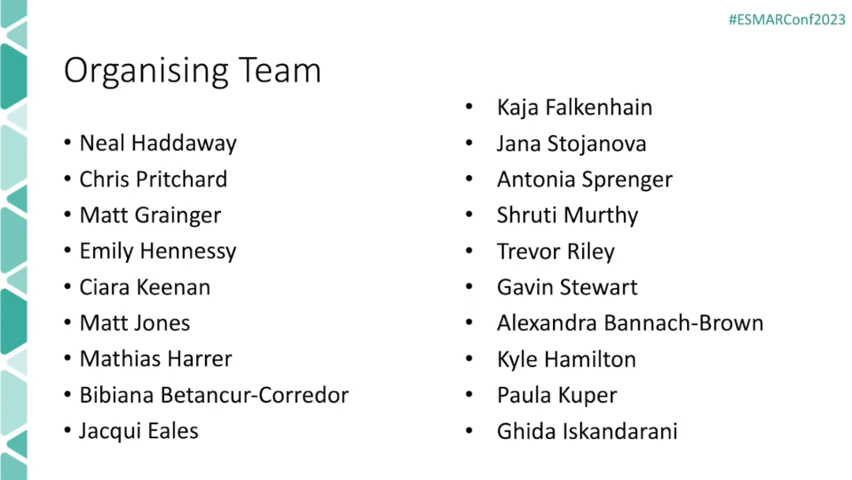 #ESMARConf2023
Organising Team
• Neal Haddaway
• Chris Pritchard
• Matt Grainger
• Emily Hennessy
• Ciara Keenan
• Matt Jones
• Mathias Harrer
• Bibiana Betancur-Corredor
• Jacqui Eales
• Kaja Falkenhain
• Jana Stojanova
• Antonia Sprenger
• Shruti Murthy
• Trevor Riley
• Gavin Stewart
• Alexandra Bannach-Brown
• Kyle Hamilton
• Paula Kuper
• Ghida Iskandarani